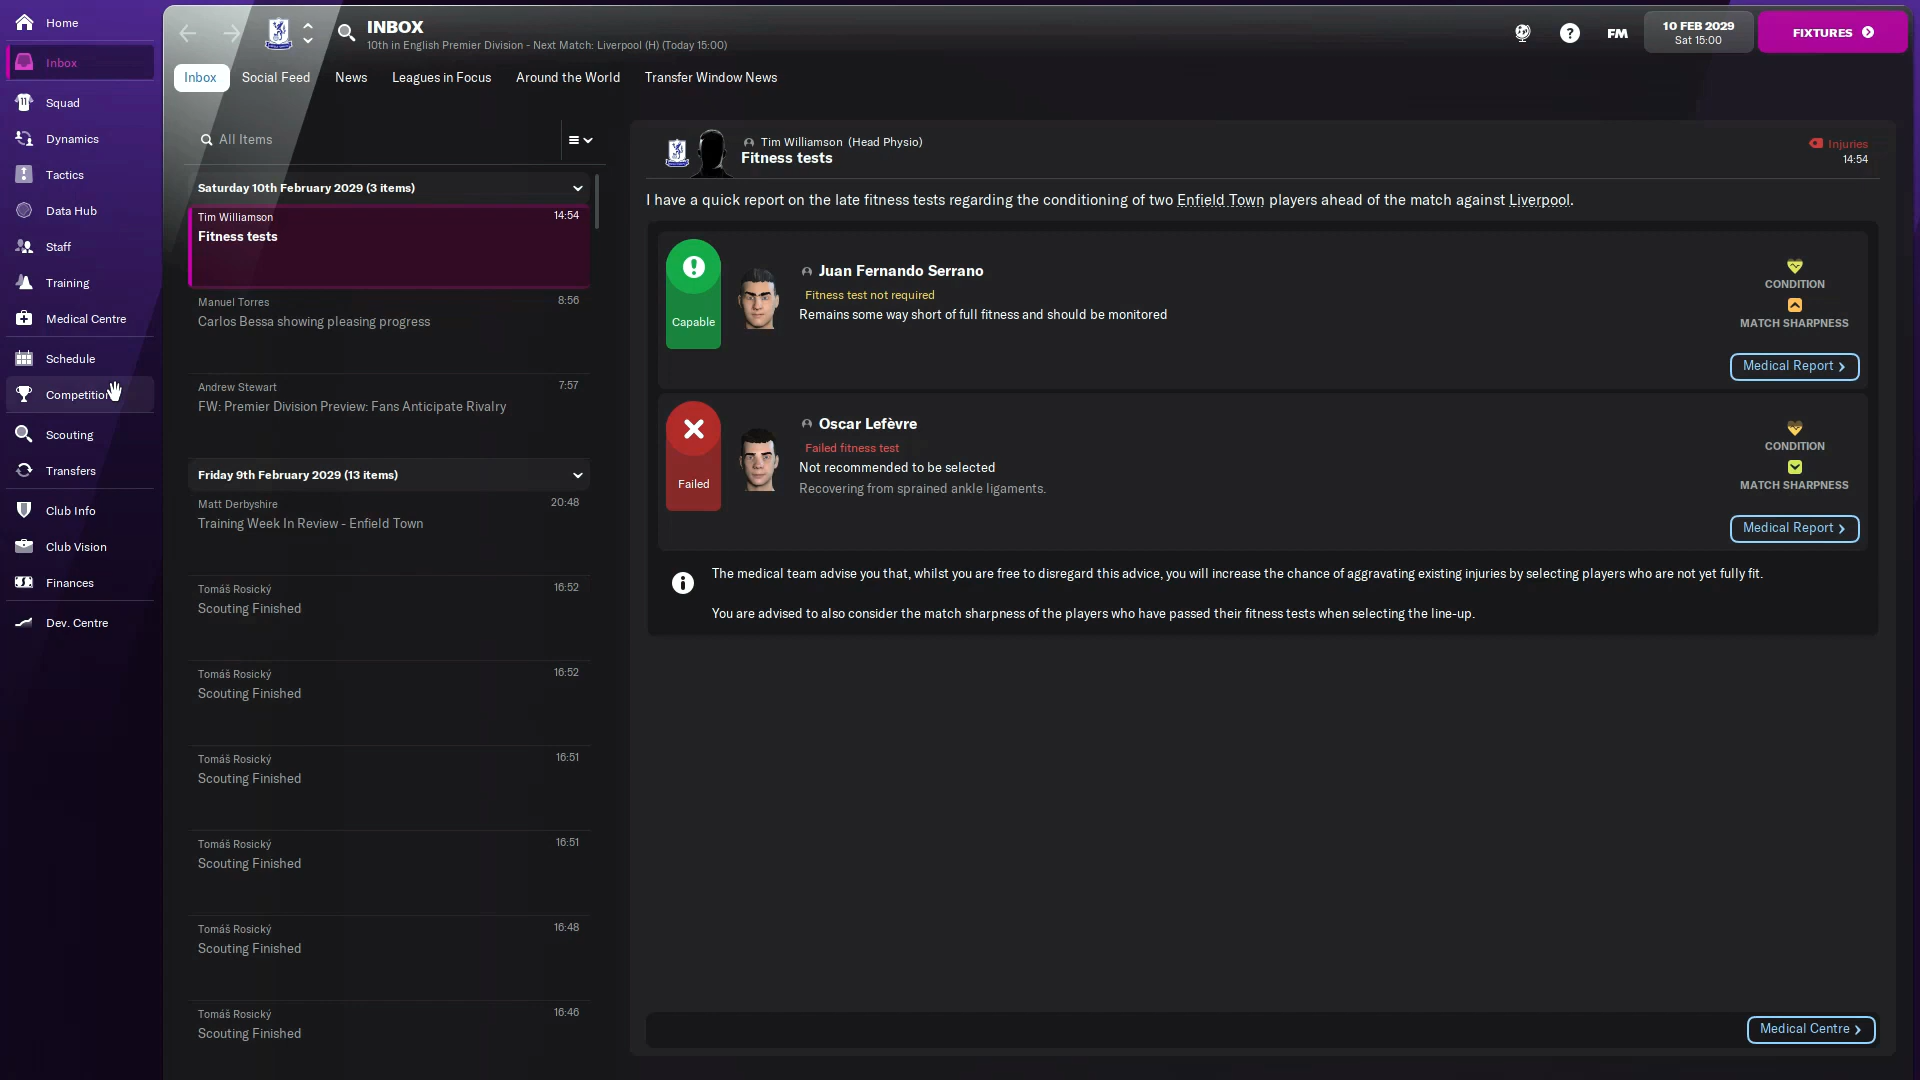 Home
Inbox
Squad
Dynamics
Tactics
Data Hub
Staff
Training
Medical Centre
Schedule
Scouting
Transfers
Club Info
Club Vision
Finances
Dev. Centre
INBOX
10th in English Premier Division - Next Match: Liverpool (H) (Today 15:00)
FM
10 FEB 2029
Sat 15:00
FIXTURES
Inbox Social Feed News Leagues in Focus Around the World Transfer Window News
All Items
Saturday 10th February 2029 (3 items)
Tim Williamson 14:54
Fitness tests
Manuel Torres 8:56
Carlos Bessa showing pleasing progress
Andrew Stewart 7:57
FW: Premier Division Preview: Fans Anticipate Rivalry
Friday 9th February 2029 (13 items)
Matt Derbyshire 20:48
Training Week In Review - Enfield Town
Tomáš Rosický 16:52
Scouting Finished
Tomáš Rosický 16:52
Scouting Finished
Tomáš Rosický 16:51
Scouting Finished
Tomáš Rosický 16:51
Scouting Finished
Tomáš Rosický 16:48
Scouting Finished
Tomáš Rosický 16:46
Scouting Finished
Tim Williamson (Head Physio)
Fitness tests
Injuries
14:54
I have a quick report on the late fitness tests regarding the conditioning of two Enfield Town players ahead of the match against Liverpool.
Capable
Juan Fernando Serrano
Fitness test not required
Remains some way short of full fitness and should be monitored
CONDITION
MATCH SHARPNESS
Medical Report
Failed
Oscar Lefèvre
Failed fitness test
Not recommended to be selected
Recovering from sprained ankle ligaments.
CONDITION
MATCH SHARPNESS
Medical Report
The medical team advise you that, whilst you are free to disregard this advice, you will increase the chance of aggravating existing injuries by selecting players who are not yet fully fit.
You are advised to also consider the match sharpness of the players who have passed their fitness tests when selecting the line-up.
Medical Centre